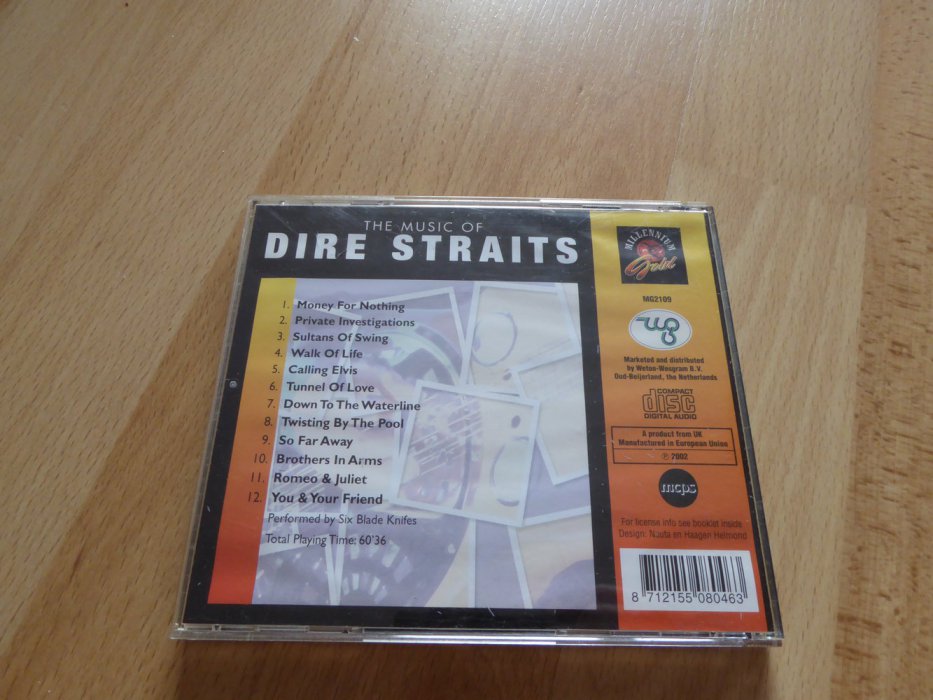 THE MUSIC OF
DIRE STRAITS
1. Money For Nothing
2. Private Investigations
3. Sultans Of Swing
4. Walk Of Life
5. Calling Elvis
6. Tunnel Of Love
7. Down To The Waterline
8. Twisting By The Pool
9. So Far Away
10. Brothers In Arms
11. Romeo & Juliet
12. You & Your Friend
Performed by Six Blade Knifes
Total Playing Time: 60'36
MILLENNIUM
Gold
MG2109
Marketed and distributed
by Weton-Wesgram B.V.
Oud-Beijerland, the Netherlands
COMPACT
disc
DIGITAL AUDIO
A product from UK
Manufactured in European Union
℗ 2002
mcps
For license info see booklet inside
Design: Nauta en Haagen Helmond
8 712155 080463